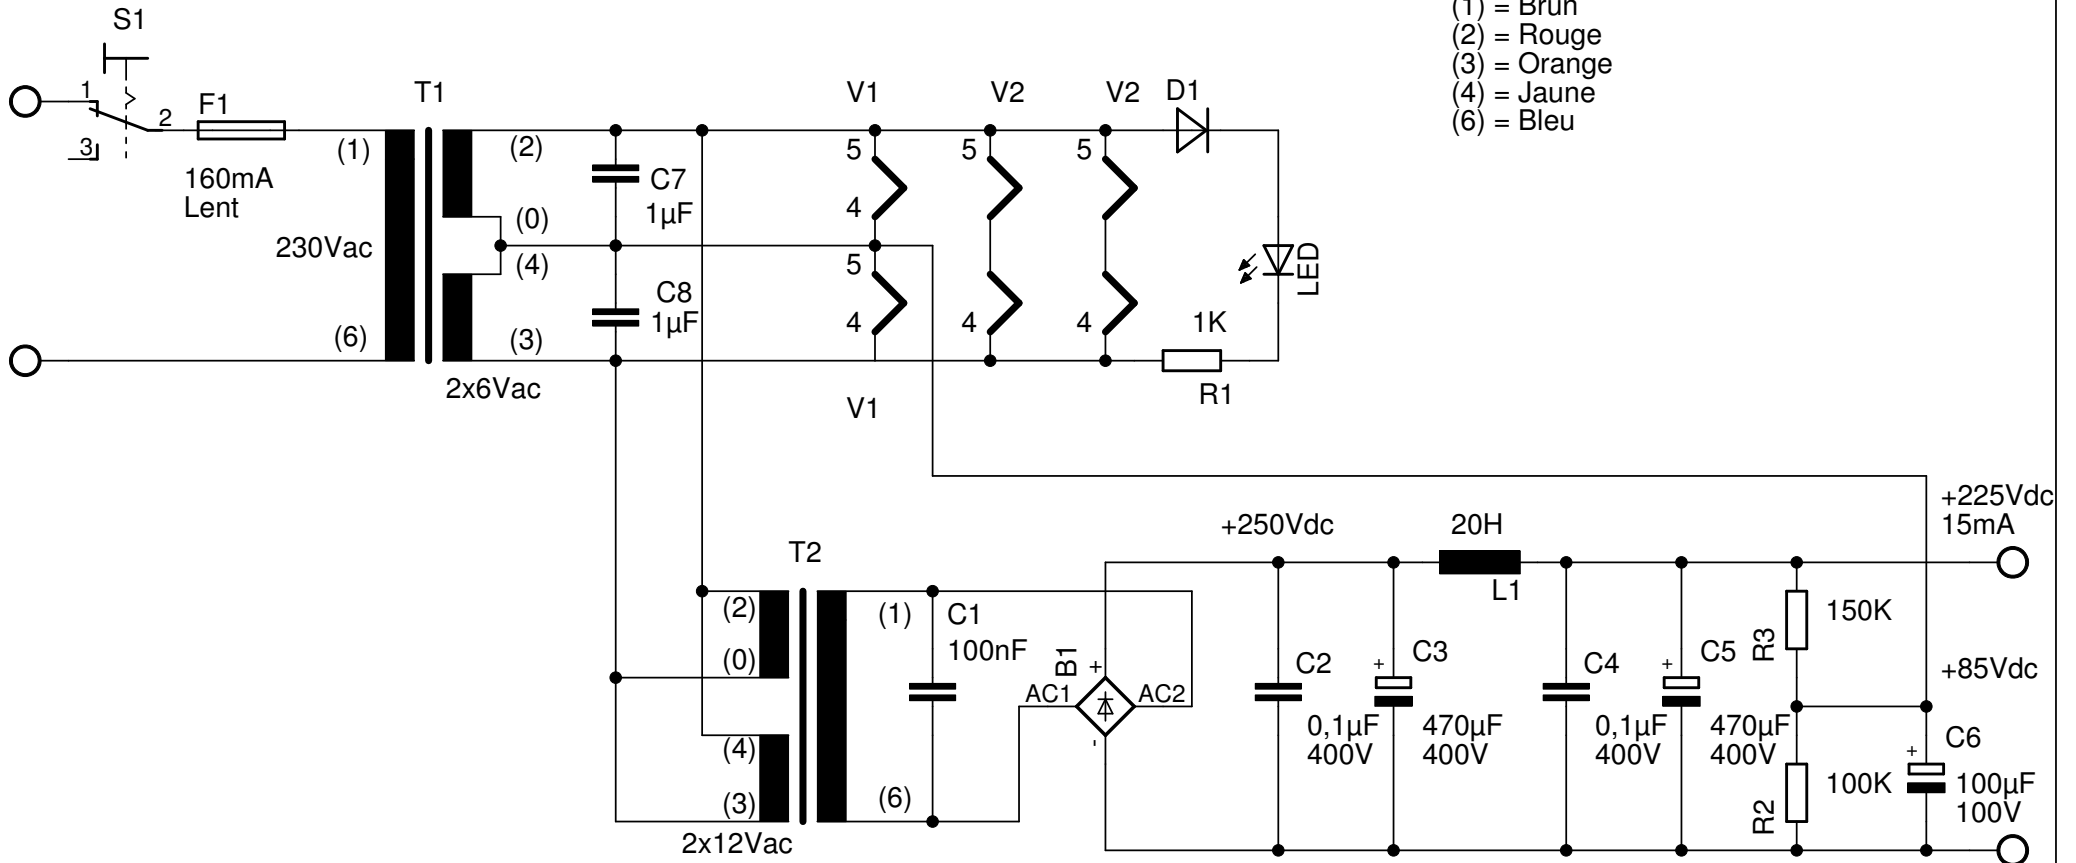 S1
(1) = Brun
(2) = Rouge
(3) = Orange
(4) = Jaune
(6) = Bleu
1
2
3
F1
160mA
Lent
T1
(1)
230Vac
(6)
(2)
(0)
(4)
(3)
2x6Vac
C7
1µF
C8
1µF
V1
V2
V2
D1
5
5
5
4
5
4
4
4
V1
LED
1K
R1
T2
(2)
(0)
(4)
(3)
2x12Vac
(1)
(6)
C1
100nF
B1
+
AC1
AC2
-
+250Vdc
20H
L1
+225Vdc
15mA
C2
0,1µF
400V
+
C3
470µF
400V
C4
0,1µF
400V
+
C5
470µF
400V
R3
150K
+85Vdc
R2
100K
+
C6
100µF
100V